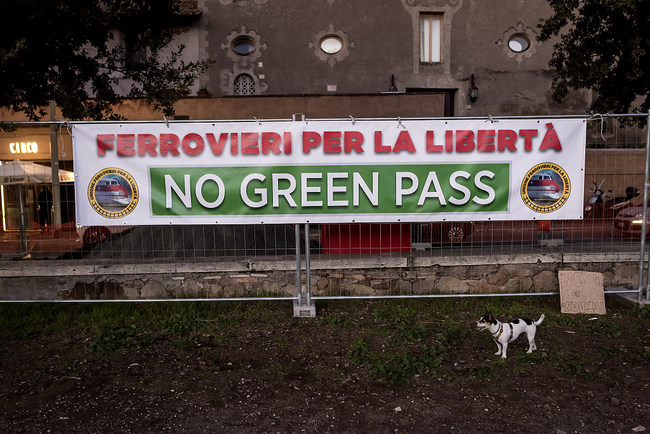 FERROVIERI PER LA LIBERTÀ
NO GREEN PASS